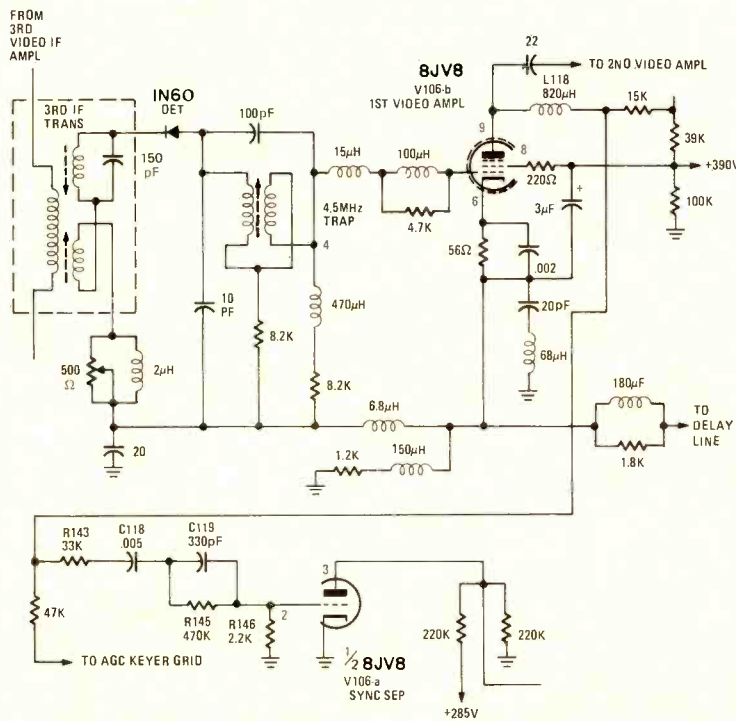 FROM
3RD
VIDEO IF
AMPL
3RD IF
TRANS
150
pF
1N60
DET
100pF
4.5MHz
TRAP
4
10
PF
8.2K
470µH
8.2K
500
Ω
2µH
20
15µH
100µH
4.7K
8JV8
V106-b
1ST VIDEO AMPL
22
TO 2ND VIDEO AMPL
L118
820µH
15K
39K
+390V
100K
9
8
6
220Ω
3µF
+
56Ω
.002
20pF
68µH
6.8µH
150µH
1.2K
180µF
1.8K
TO
DELAY
LINE
R143
33K
C118
.005
C119
330pF
47K
R145
470K
R146
2.2K
2
3
TO AGC KEYER GRID
1/2 8JV8
V106-a
SYNC SEP
220K
220K
+285V